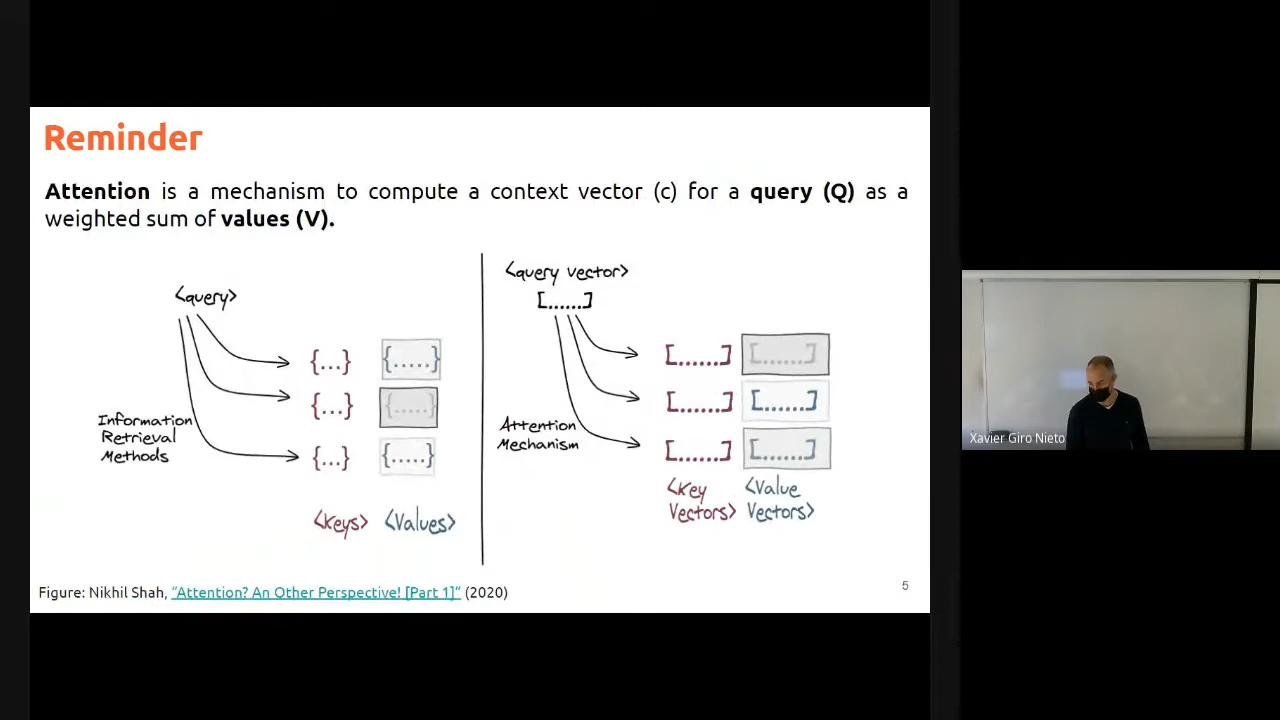 Reminder
Attention is a mechanism to compute a context vector (c) for a query (Q) as a
weighted sum of values (V).
<query>
{...} {.....}
{...} {.....}
{...} {.....}
Information
Retrieval
Methods
<Keys> <Values>
<query vector>
[......]
[......] [......]
[......] [......]
[......] [......]
Attention
Mechanism
<Key
Vectors>
<Value
Vectors>
Figure: Nikhil Shah, “Attention? An Other Perspective! [Part 1]” (2020)
5
Xavier Giro Nieto